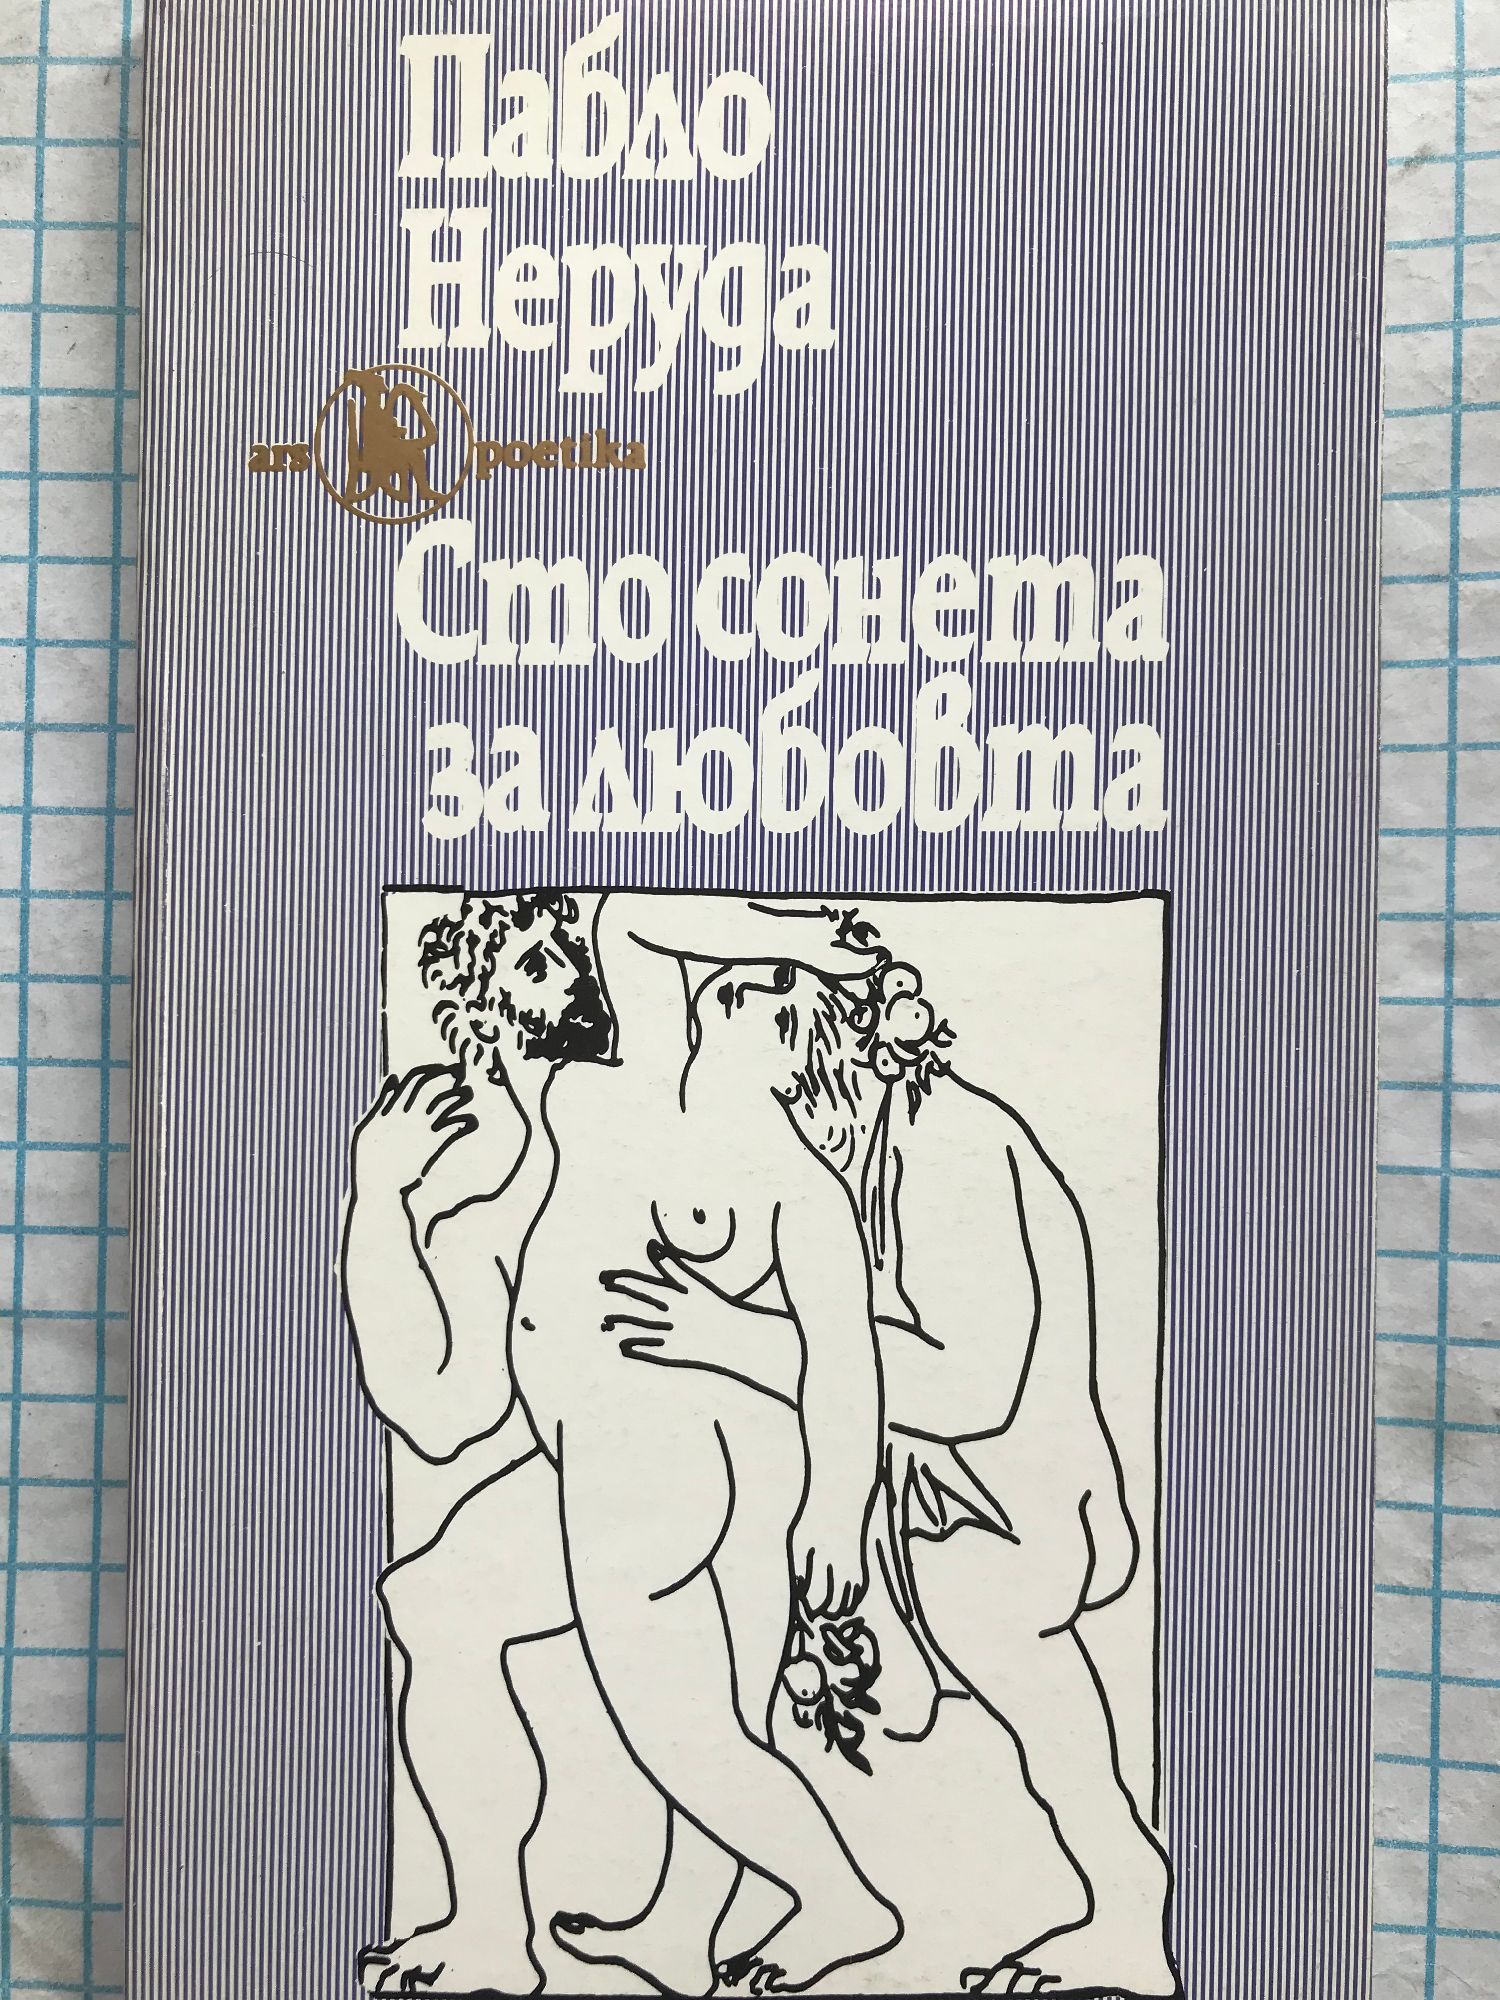 Пабло
Неруда
ars poetika
Сто сонета
за любовта